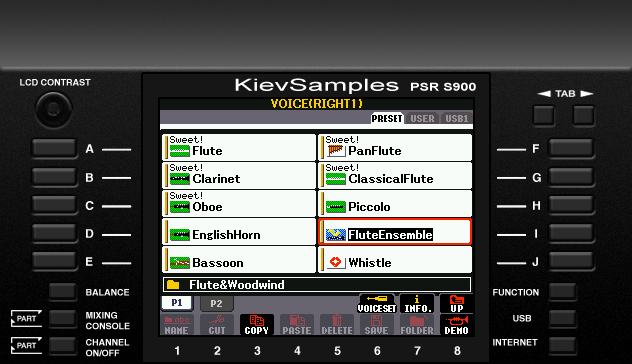 LCD CONTRAST
KievSamples PSR S900
◄ TAB ►
VOICE(RIGHT1)
PRESET USER USB1
Sweet! Flute
Sweet! PanFlute
Sweet! Clarinet
Sweet! ClassicalFlute
Sweet! Oboe
Piccolo
EnglishHorn
FluteEnsemble
Bassoon
Whistle
A
B
C
D
E
F
G
H
I
J
Flute&Woodwind
P1 P2
VOICESET INFO. UP
NAME CUT COPY PASTE DELETE SAVE FOLDER DEMO
BALANCE
PART MIXING CONSOLE
PART CHANNEL ON/OFF
FUNCTION
USB
INTERNET
1 2 3 4 5 6 7 8